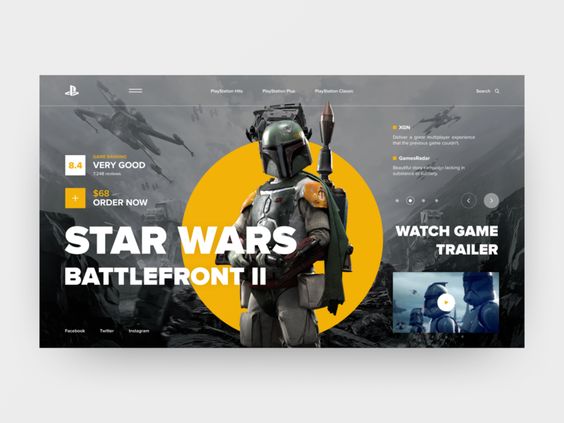 PlayStation Hits
PlayStation Plus
PlayStation Classic
Search
8.4
GAME RANKING
VERY GOOD
7,248 reviews
+
$68
ORDER NOW
XGN
Deliver a great multiplayer experience
that the previous game couldn't.
GamesRadar
Beautiful story campaign lacking in
substance or subtlety.
STAR WARS
BATTLEFRONT II
WATCH GAME
TRAILER
Facebook
Twitter
Instagram